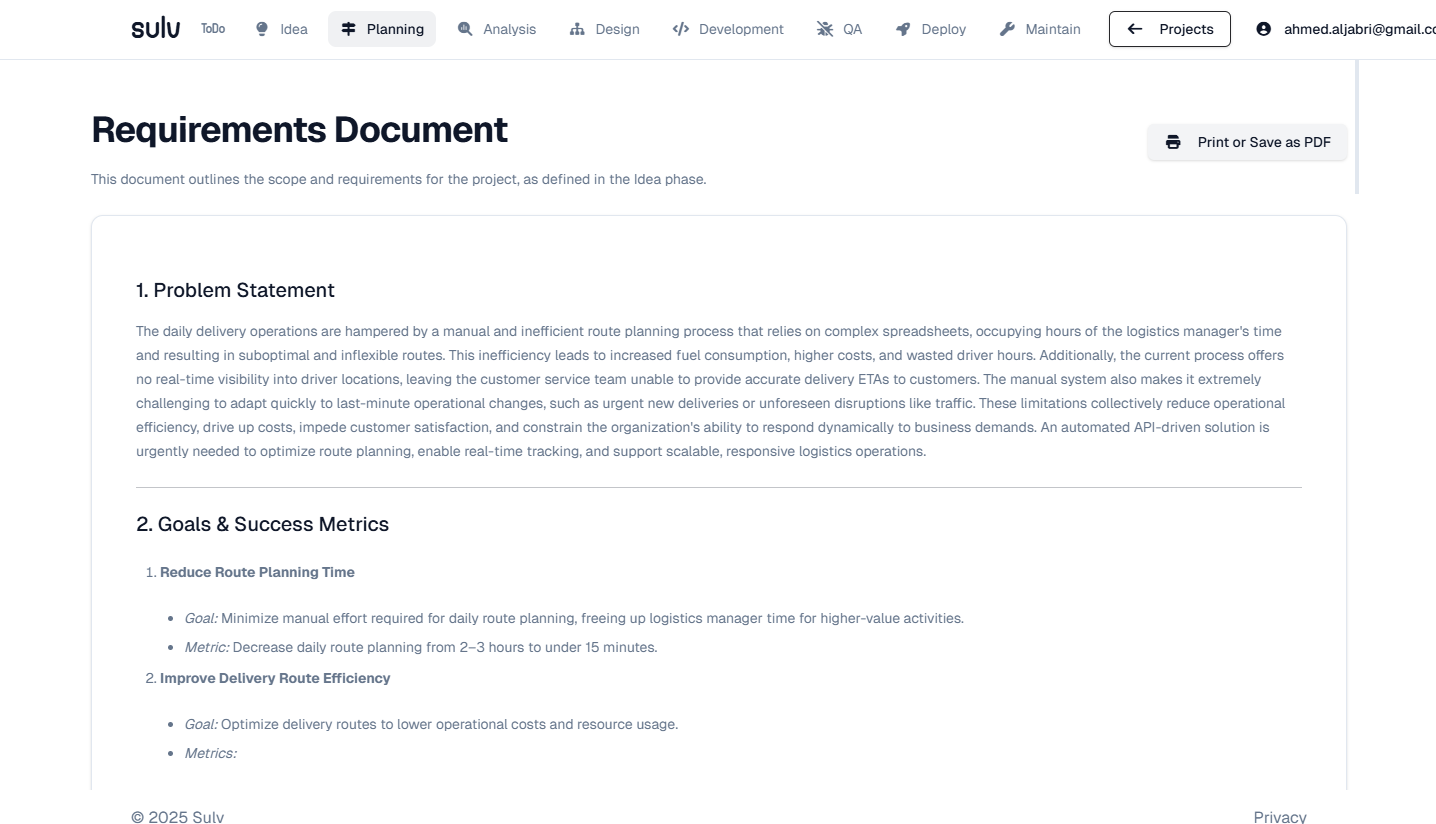 sulv ToDo Idea Planning Analysis Design Development QA Deploy Maintain Projects ahmed.aljabri@gmail.co
Requirements Document
Print or Save as PDF
This document outlines the scope and requirements for the project, as defined in the Idea phase.
1. Problem Statement
The daily delivery operations are hampered by a manual and inefficient route planning process that relies on complex spreadsheets, occupying hours of the logistics manager's time
and resulting in suboptimal and inflexible routes. This inefficiency leads to increased fuel consumption, higher costs, and wasted driver hours. Additionally, the current process offers
no real-time visibility into driver locations, leaving the customer service team unable to provide accurate delivery ETAs to customers. The manual system also makes it extremely
challenging to adapt quickly to last-minute operational changes, such as urgent new deliveries or unforeseen disruptions like traffic. These limitations collectively reduce operational
efficiency, drive up costs, impede customer satisfaction, and constrain the organization's ability to respond dynamically to business demands. An automated API-driven solution is
urgently needed to optimize route planning, enable real-time tracking, and support scalable, responsive logistics operations.
2. Goals & Success Metrics
1. Reduce Route Planning Time
• Goal: Minimize manual effort required for daily route planning, freeing up logistics manager time for higher-value activities.
• Metric: Decrease daily route planning from 2–3 hours to under 15 minutes.
2. Improve Delivery Route Efficiency
• Goal: Optimize delivery routes to lower operational costs and resource usage.
• Metrics:
© 2025 Sulv Privacy